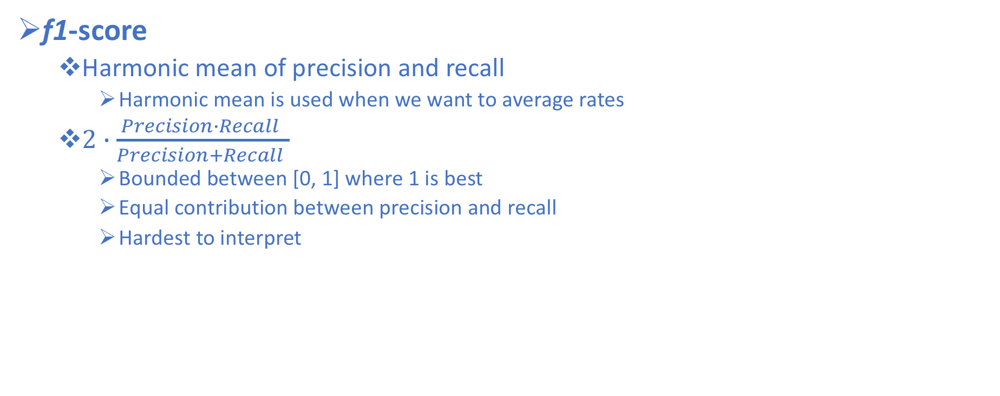 ➢f1-score
❖Harmonic mean of precision and recall
➢Harmonic mean is used when we want to average rates
❖2 · \frac{Precision·Recall}{Precision+Recall}
➢Bounded between [0, 1] where 1 is best
➢Equal contribution between precision and recall
➢Hardest to interpret